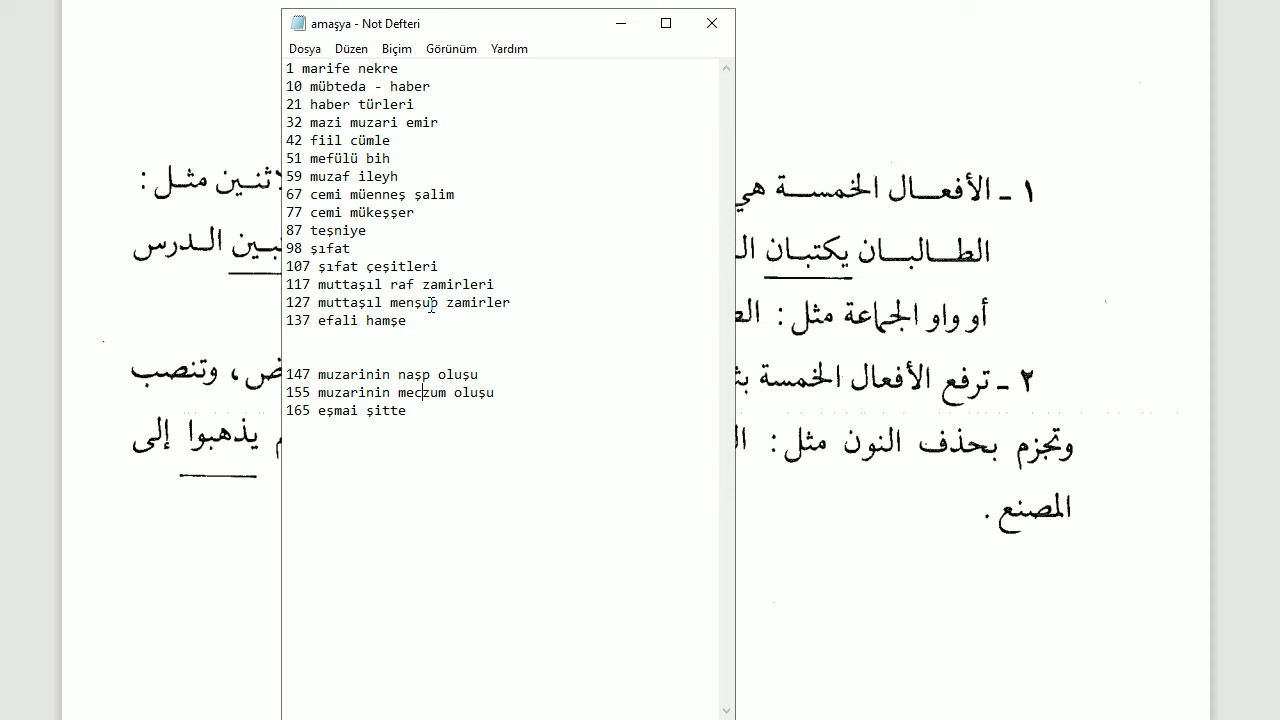 amaşya - Not Defteri
Dosya Düzen Biçim Görünüm Yardım
1 marife nekre
10 mübteda - haber
21 haber türleri
32 mazi muzari emir
42 fiil cümle
51 mefülü bih
59 muzaf ileyh
67 cemi müenneş şalim
77 cemi mükeşşer
87 teşniye
98 şıfat
107 şıfat çeşitleri
117 muttaşıl raf zamirleri
127 muttaşıl menşup zamirler
137 efali hamşe
147 muzarinin naşp oluşu
155 muzarinin meczum oluşu
165 eşmai şitte
١ ـ الأفعال الخمسة هي مثل :
الطالبان يكتبان الدرس
أو واو الجماعة مثل :
٢ ـ ترفع الأفعال الخمسة ، وتنصب
وتجزم بحذف النون مثل : يذهبوا إلى
المصنع .